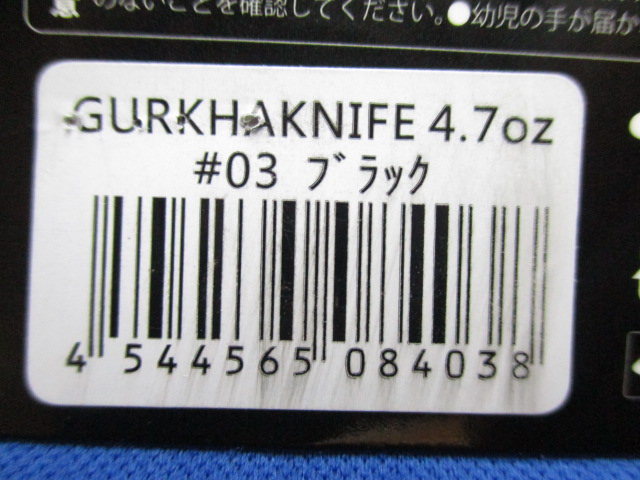 のないことを確認してください。●幼児の手が届か
GURKHAKNIFE 4.7oz
#03 ブラック
4 544565 084038